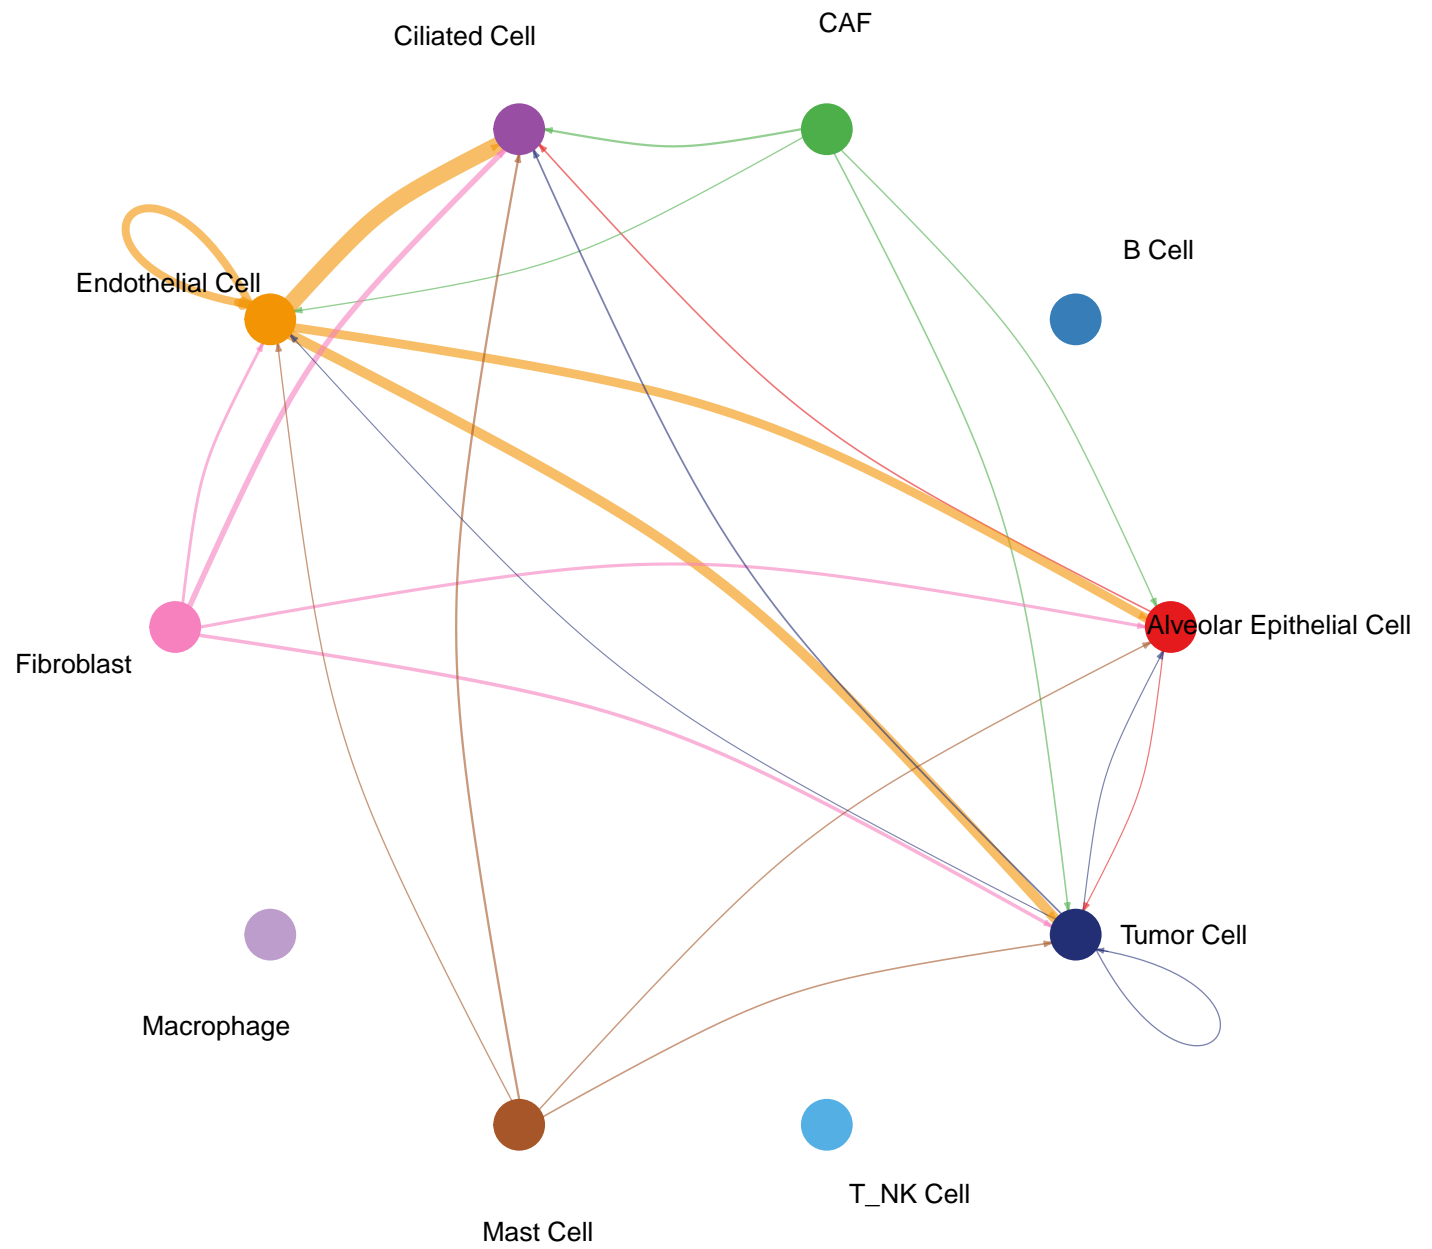 CAF
Ciliated Cell
B Cell
Endothelial Cell
Alveolar Epithelial Cell
Fibroblast
Tumor Cell
Macrophage
T_NK Cell
Mast Cell